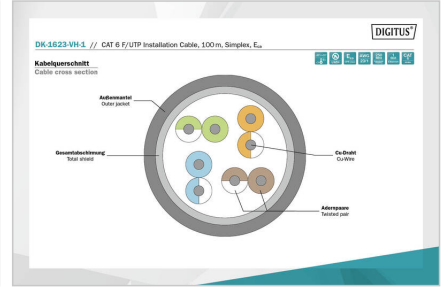 DIGITUS®
DK-1623-VH-1 // CAT 6 F/UTP Installation Cable, 100 m, Simplex, Eca
Kabelquerschnitt
Cable cross section
Außenmantel
Outer jacket
Gesamtabschirmung
Total shield
Cu-Draht
Cu-Wire
Adernpaare
Twisted pair